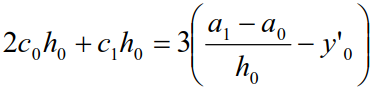 2c₀h₀ + c₁h₀ = 3((a₁ − a₀)/h₀ − y'₀)